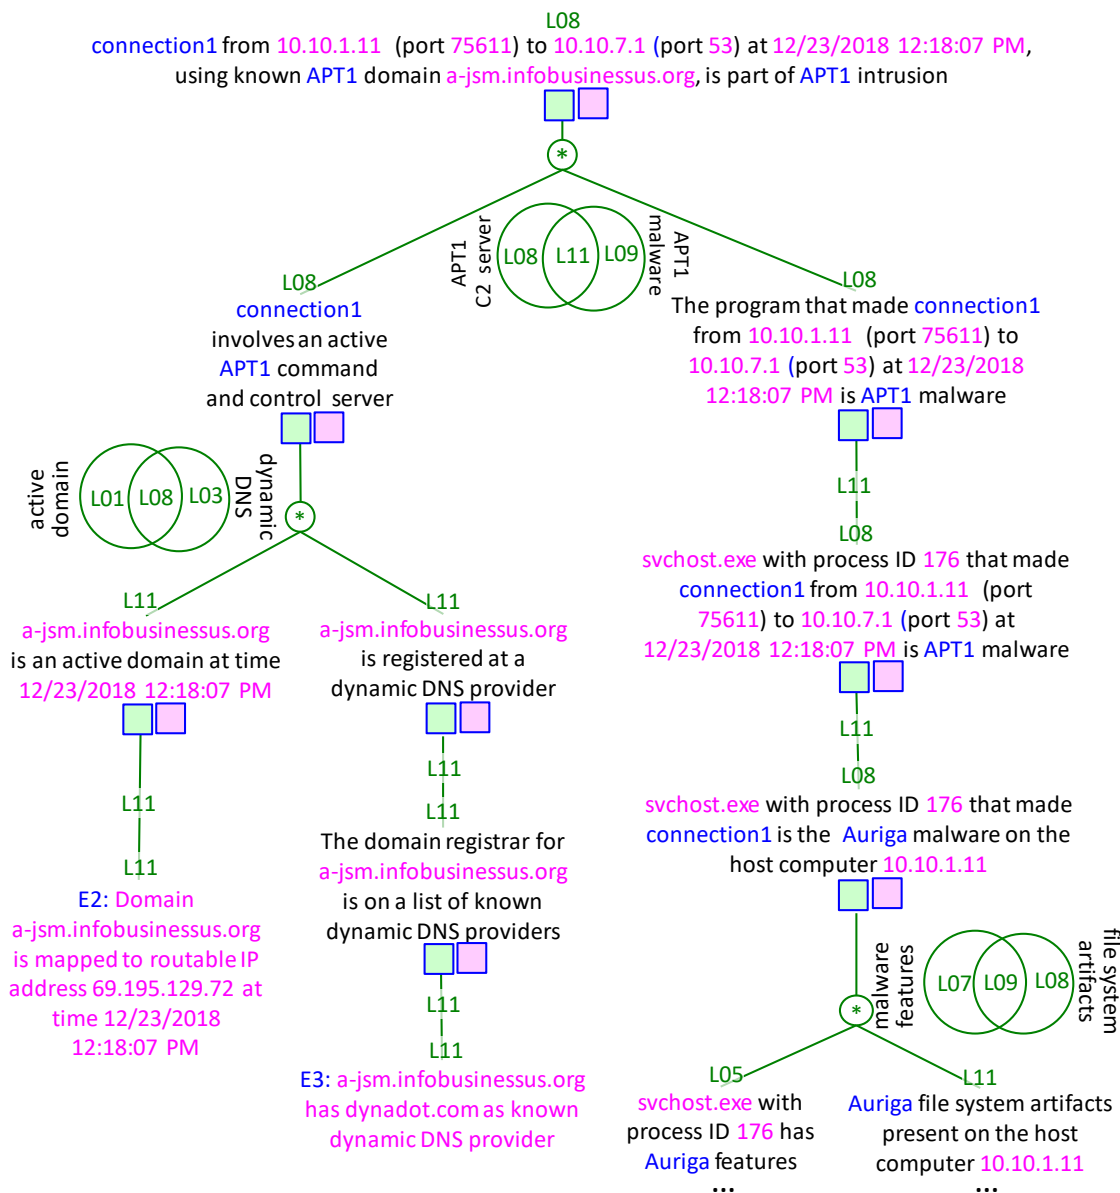 L08
connection1 from 10.10.1.11 (port 75611) to 10.10.7.1 (port 53) at 12/23/2018 12:18:07 PM,
using known APT1 domain a-jsm.infobusinessus.org, is part of APT1 intrusion
*
APT1
C2 server
L08
L11
L09
APT1
malware
L08
connection1
involves an active
APT1 command
and control server
L08
The program that made connection1
from 10.10.1.11 (port 75611) to
10.10.7.1 (port 53) at 12/23/2018
12:18:07 PM is APT1 malware
active
domain
L01
L08
L03
dynamic
DNS
*
L11
L08
svchost.exe with process ID 176 that made
connection1 from 10.10.1.11 (port
75611) to 10.10.7.1 (port 53) at
12/23/2018 12:18:07 PM is APT1 malware
L11
a-jsm.infobusinessus.org
is an active domain at time
12/23/2018 12:18:07 PM
L11
a-jsm.infobusinessus.org
is registered at a
dynamic DNS provider
L11
L08
svchost.exe with process ID 176 that made
connection1 is the Auriga malware on the
host computer 10.10.1.11
L11
L11
E2: Domain
a-jsm.infobusinessus.org
is mapped to routable IP
address 69.195.129.72 at
time 12/23/2018
12:18:07 PM
L11
L11
The domain registrar for
a-jsm.infobusinessus.org
is on a list of known
dynamic DNS providers
L11
L11
E3: a-jsm.infobusinessus.org
has dynadot.com as known
dynamic DNS provider
malware
features
L07
L09
L08
file system
artifacts
*
L05
svchost.exe with
process ID 176 has
Auriga features
...
L11
Auriga file system artifacts
present on the host
computer 10.10.1.11
...